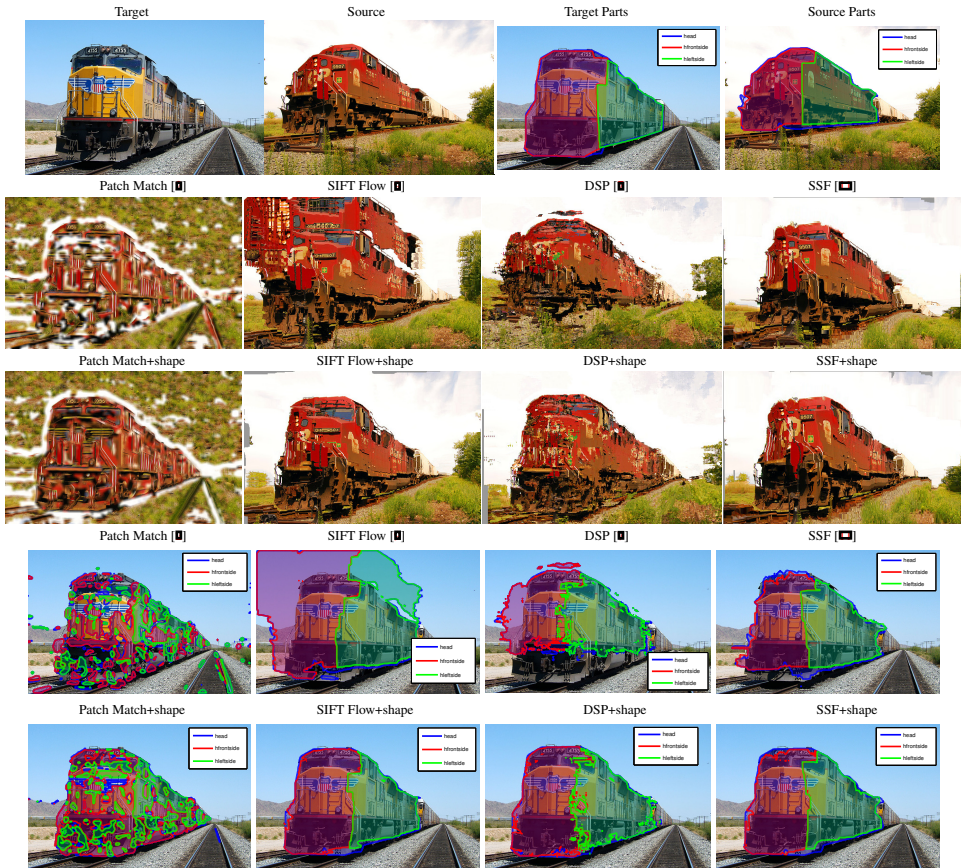 Target Source Target Parts Source Parts
head
hfrontside
hleftside
head
hfrontside
hleftside
Patch Match [] SIFT Flow [] DSP [] SSF []
Patch Match+shape SIFT Flow+shape DSP+shape SSF+shape
Patch Match [] SIFT Flow [] DSP [] SSF []
head
hfrontside
hleftside
head
hfrontside
hleftside
head
hfrontside
hleftside
head
hfrontside
hleftside
Patch Match+shape SIFT Flow+shape DSP+shape SSF+shape
head
hfrontside
hleftside
head
hfrontside
hleftside
head
hfrontside
hleftside
head
hfrontside
hleftside